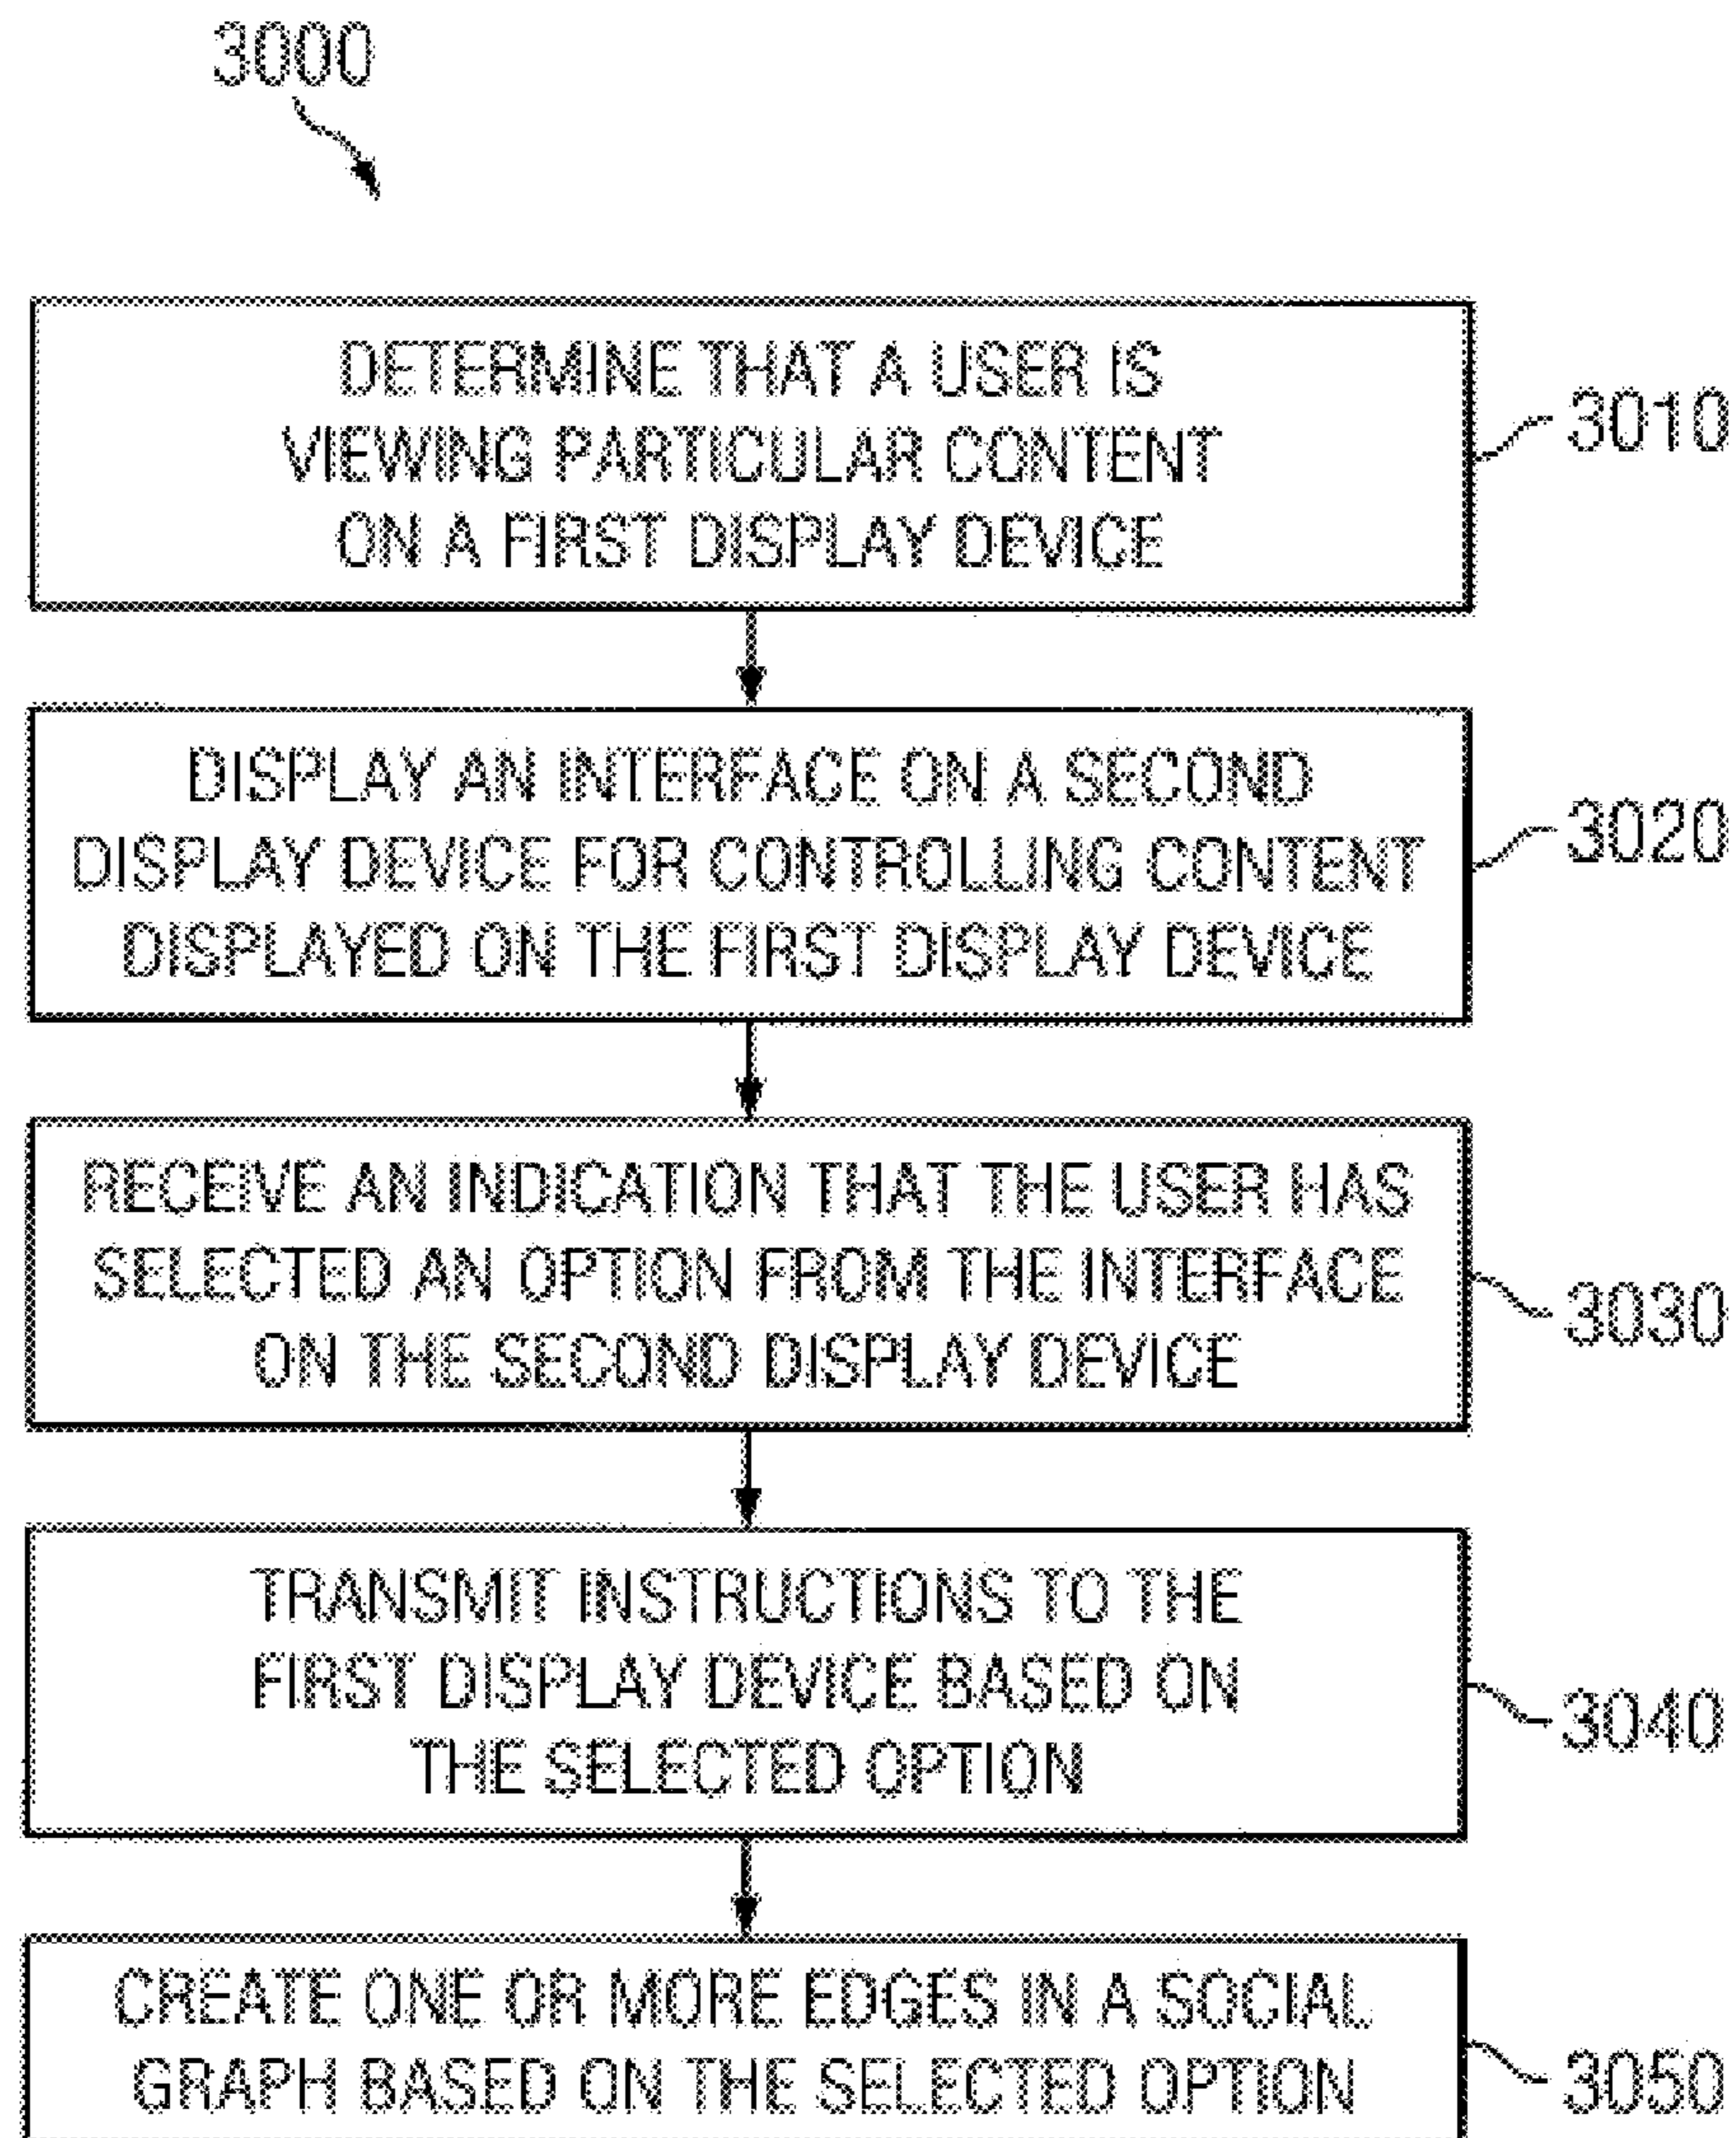 3000
DETERMINE THAT A USER IS
VIEWING PARTICULAR CONTENT
ON A FIRST DISPLAY DEVICE
3010
DISPLAY AN INTERFACE ON A SECOND
DISPLAY DEVICE FOR CONTROLLING CONTENT
DISPLAYED ON THE FIRST DISPLAY DEVICE
3020
RECEIVE AN INDICATION THAT THE USER HAS
SELECTED AN OPTION FROM THE INTERFACE
ON THE SECOND DISPLAY DEVICE
3030
TRANSMIT INSTRUCTIONS TO THE
FIRST DISPLAY DEVICE BASED ON
THE SELECTED OPTION
3040
CREATE ONE OR MORE EDGES IN A SOCIAL
GRAPH BASED ON THE SELECTED OPTION
3050